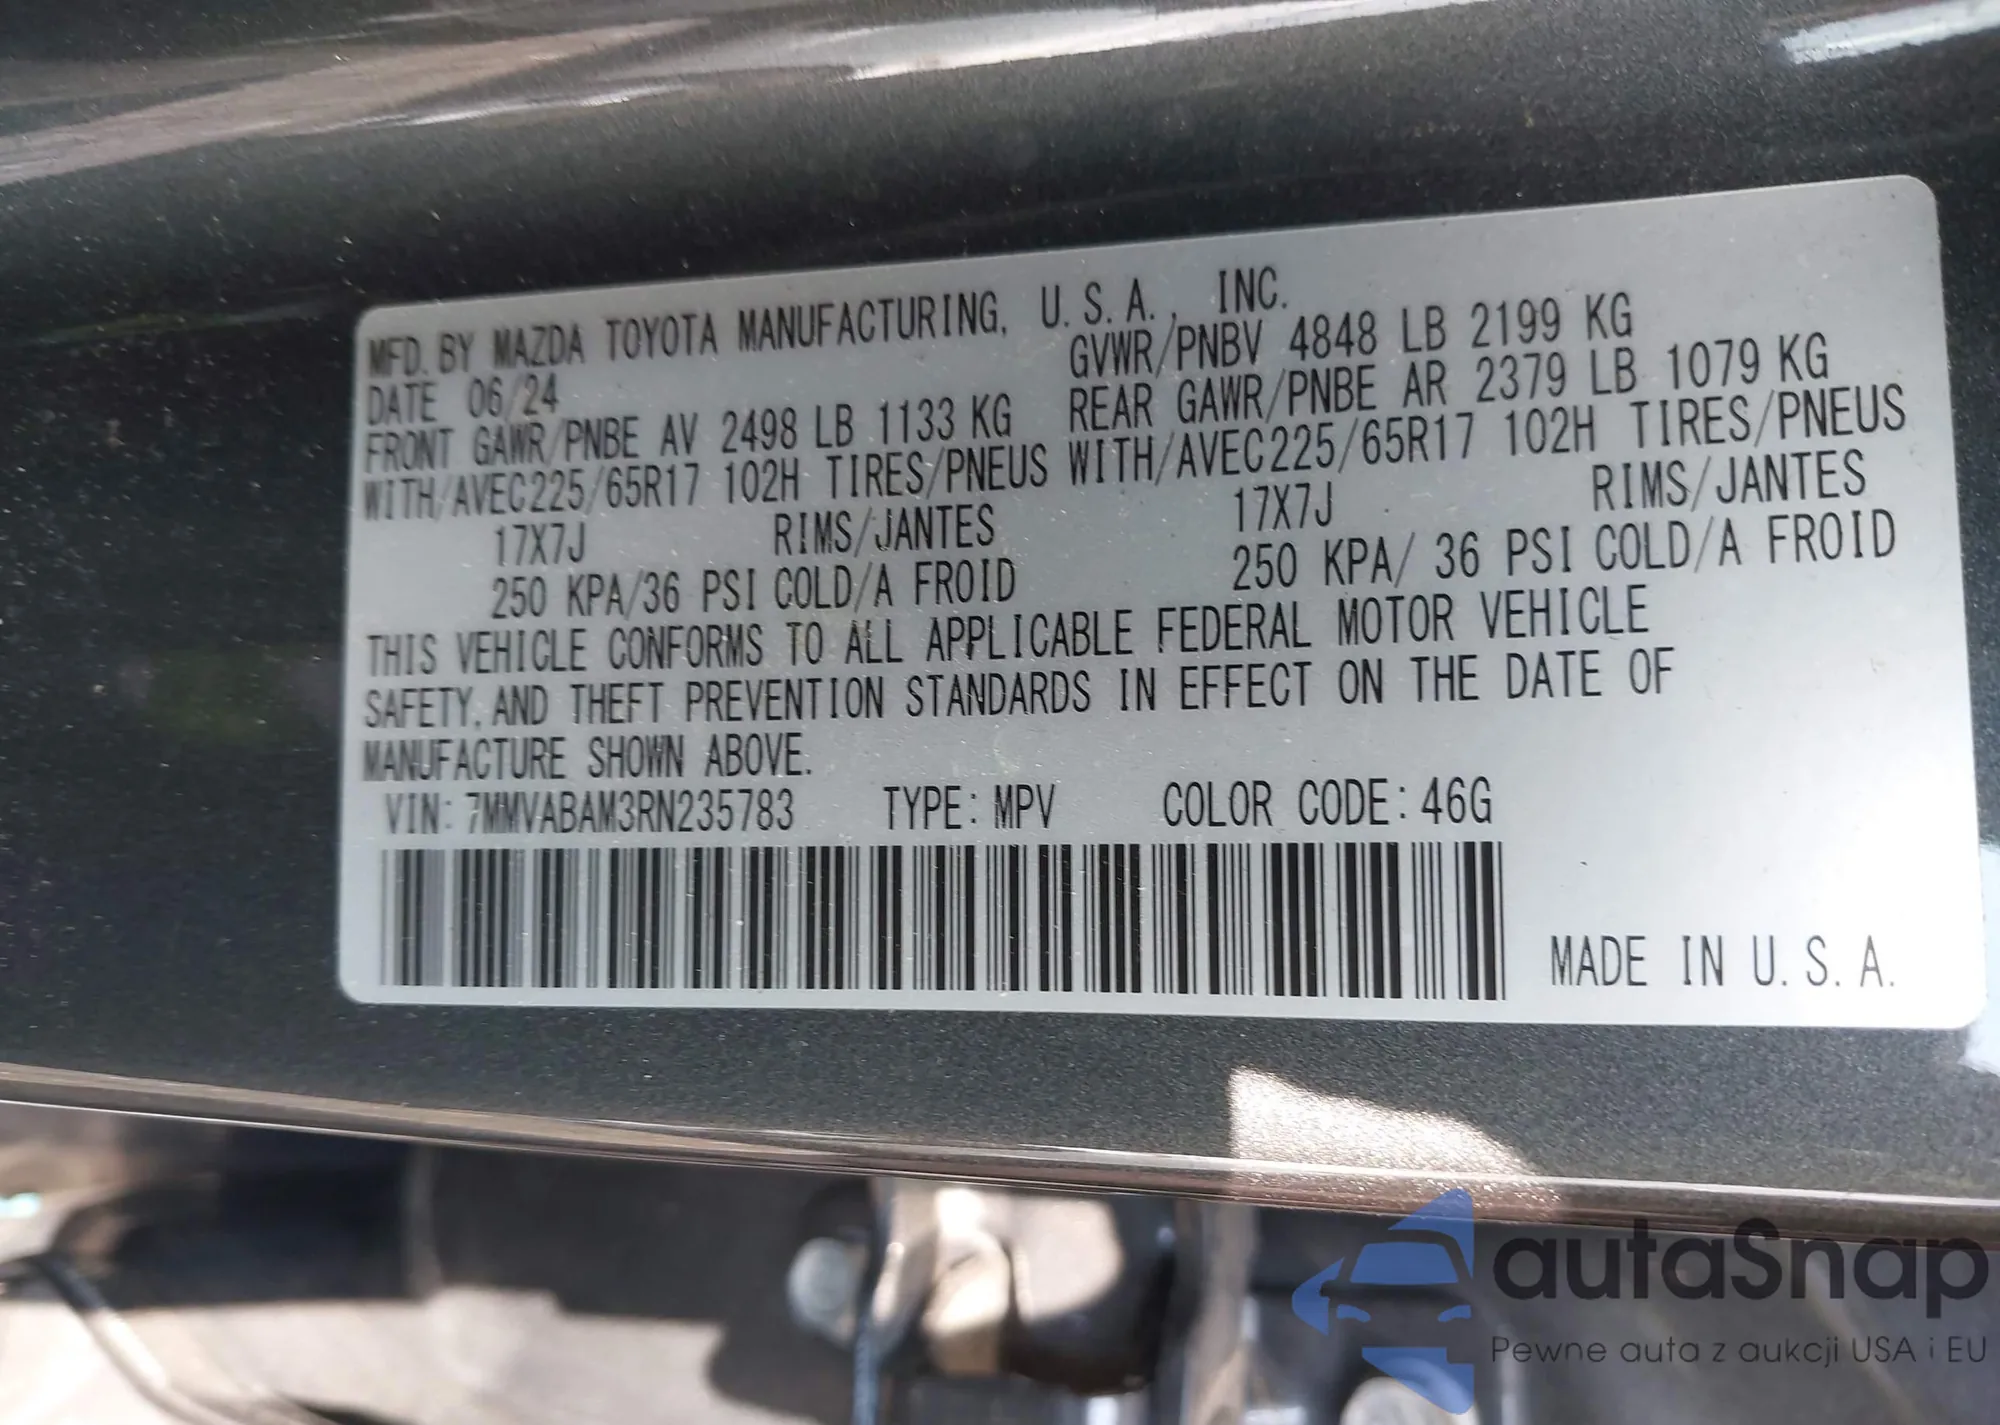 MFD. BY MAZDA TOYOTA MANUFACTURING, U.S.A., INC.
DATE 06/24 GVWR/PNBV 4848 LB 2199 KG
FRONT GAWR/PNBE AV 2498 LB 1133 KG REAR GAWR/PNBE AR 2379 LB 1079 KG
WITH/AVEC225/65R17 102H TIRES/PNEUS WITH/AVEC225/65R17 102H TIRES/PNEUS
17X7J RIMS/JANTES 17X7J RIMS/JANTES
250 KPA/36 PSI COLD/A FROID 250 KPA/ 36 PSI COLD/A FROID
THIS VEHICLE CONFORMS TO ALL APPLICABLE FEDERAL MOTOR VEHICLE
SAFETY, AND THEFT PREVENTION STANDARDS IN EFFECT ON THE DATE OF
MANUFACTURE SHOWN ABOVE.
VIN: 7MMVABAM3RN235783 TYPE: MPV COLOR CODE: 46G
MADE IN U.S.A.
autaSnap
Pewne auta z aukcji USA i EU